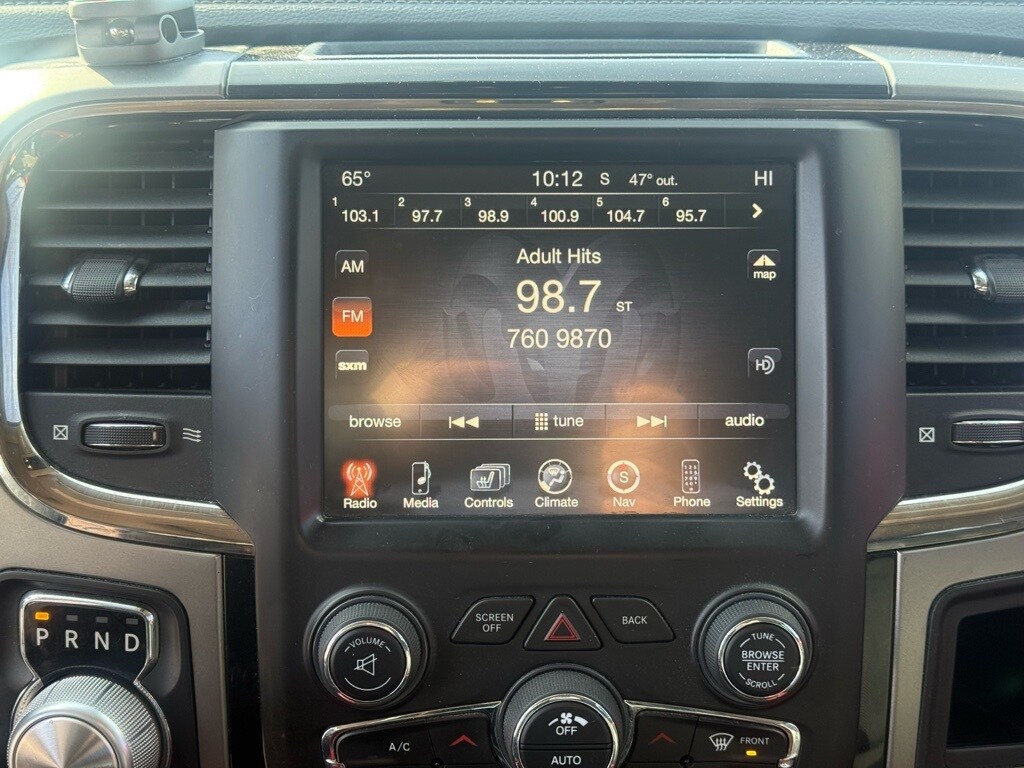 65° 10:12 S 47° out. HI
1 103.1 2 97.7 3 98.9 4 100.9 5 104.7 6 95.7
Adult Hits
AM
map
98.7 ST
FM
760 9870
sxm
HD
browse tune audio
S
Radio Media Controls Climate Nav Phone Settings
SCREEN
OFF
BACK
P R N D
VOLUME
TUNE
BROWSE
ENTER
SCROLL
OFF
A/C
FRONT
AUTO